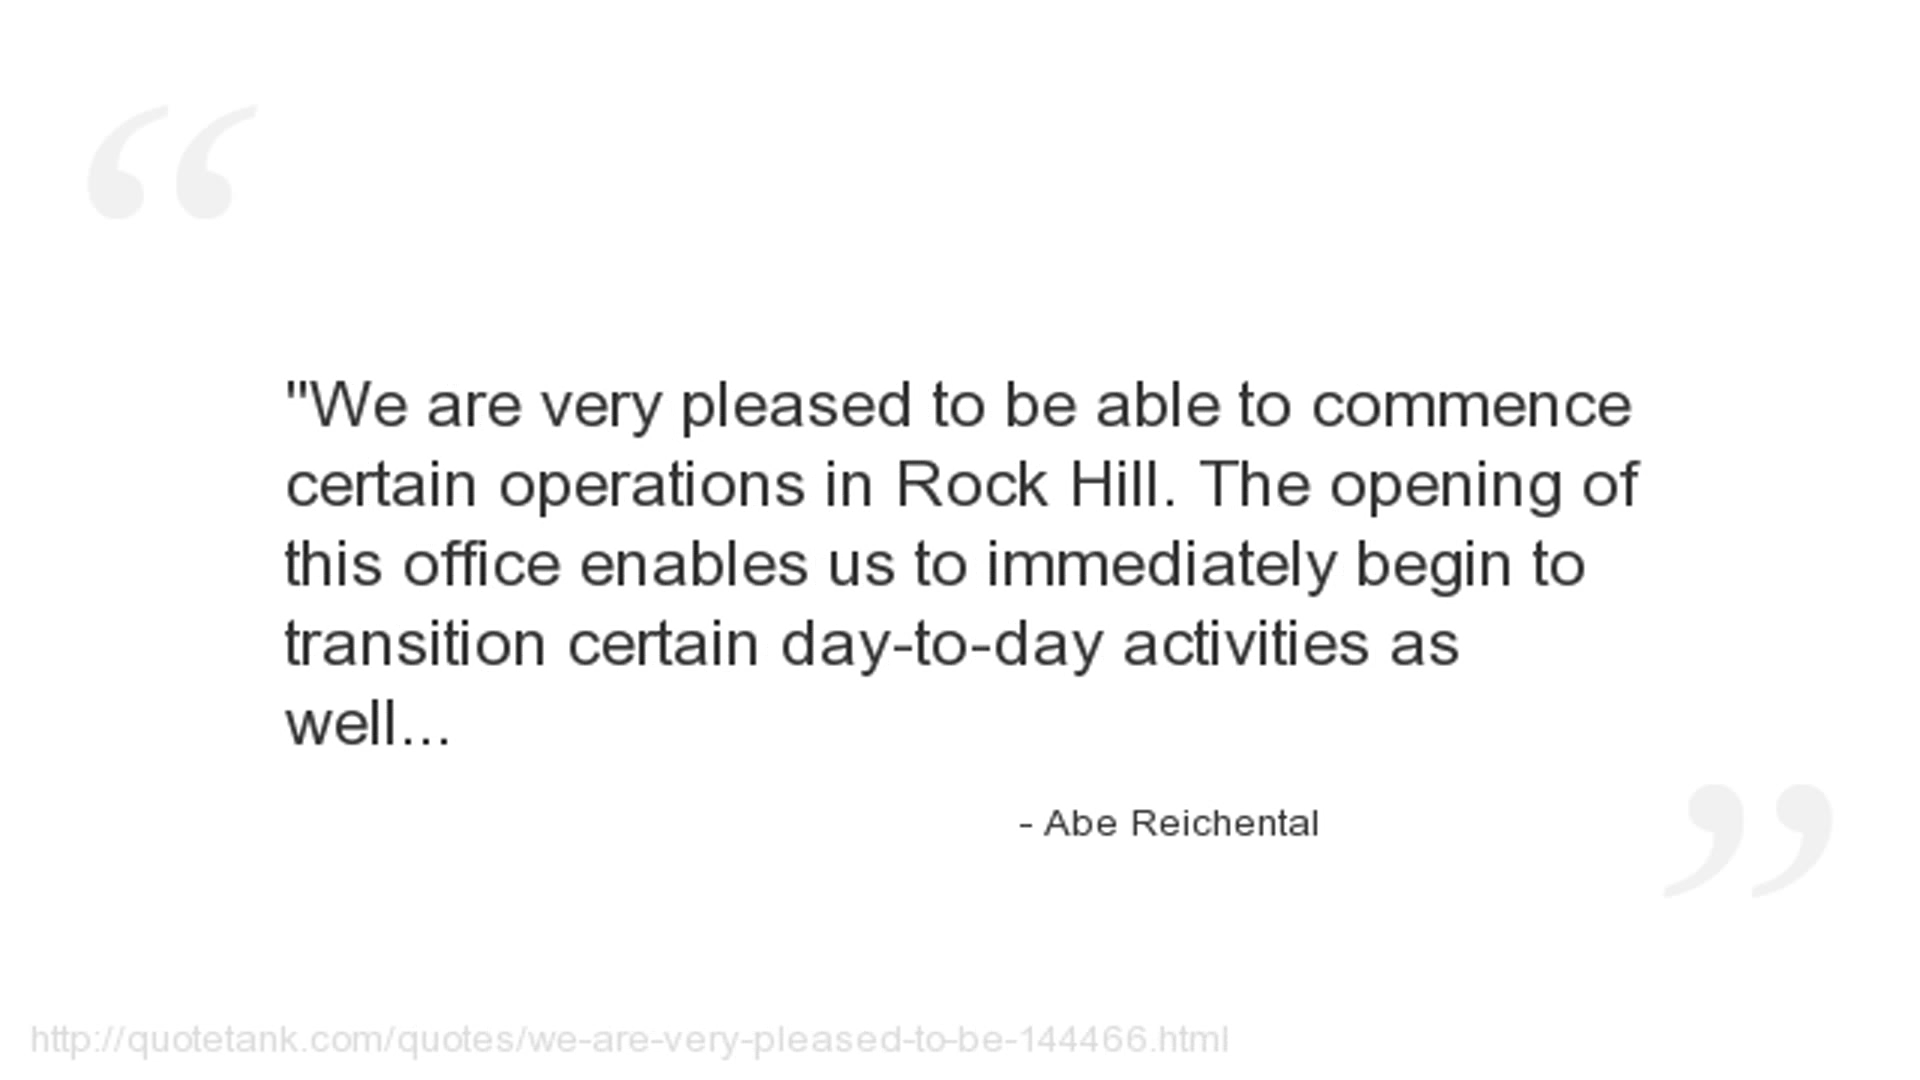 "We are very pleased to be able to commence
certain operations in Rock Hill. The opening of
this office enables us to immediately begin to
transition certain day-to-day activities as
well...
- Abe Reichental
http://quotetank.com/quotes/we-are-very-pleased-to-be-144466.html